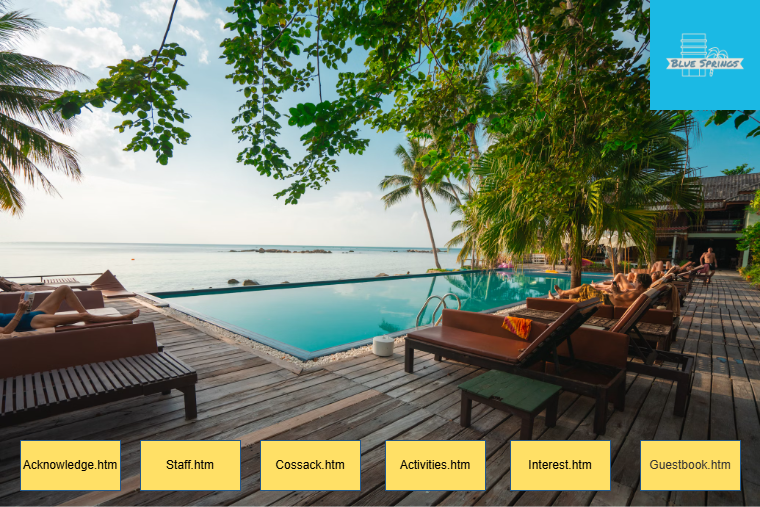 BLUE SPRINGS
Acknowledge.htm
Staff.htm
Cossack.htm
Activities.htm
Interest.htm
Guestbook.htm